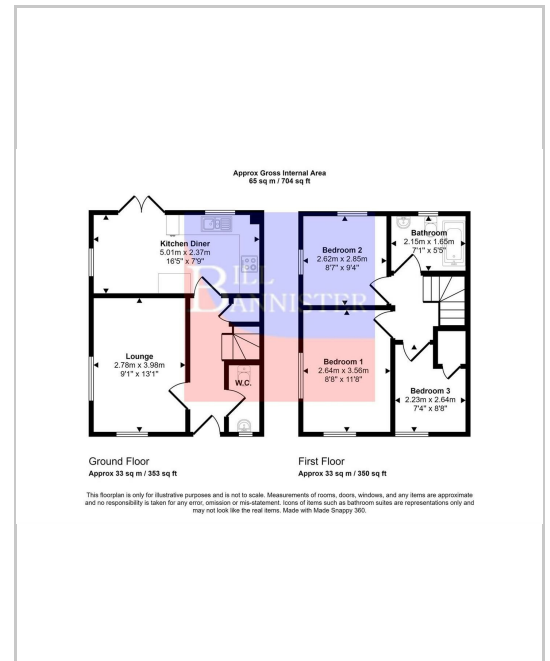 Approx Gross Internal Area
65 sq m / 704 sq ft
Kitchen Diner
5.01m x 2.37m
16'5" x 7'9"
Bedroom 2
2.62m x 2.85m
8'7" x 9'4"
Bathroom
2.15m x 1.65m
7'1" x 5'5"
BILL
BANNISTER
Lounge
2.78m x 3.98m
9'1" x 13'1"
W.C.
Bedroom 1
2.64m x 3.56m
8'8" x 11'8"
Bedroom 3
2.23m x 2.64m
7'4" x 8'8"
Ground Floor
Approx 33 sq m / 353 sq ft
First Floor
Approx 33 sq m / 350 sq ft
This floorplan is only for illustrative purposes and is not to scale. Measurements of rooms, doors, windows, and any items are approximate
and no responsibility is taken for any error, omission or mis-statement. Icons of items such as bathroom suites are representations only and
may not look like the real items. Made with Made Snappy 360.